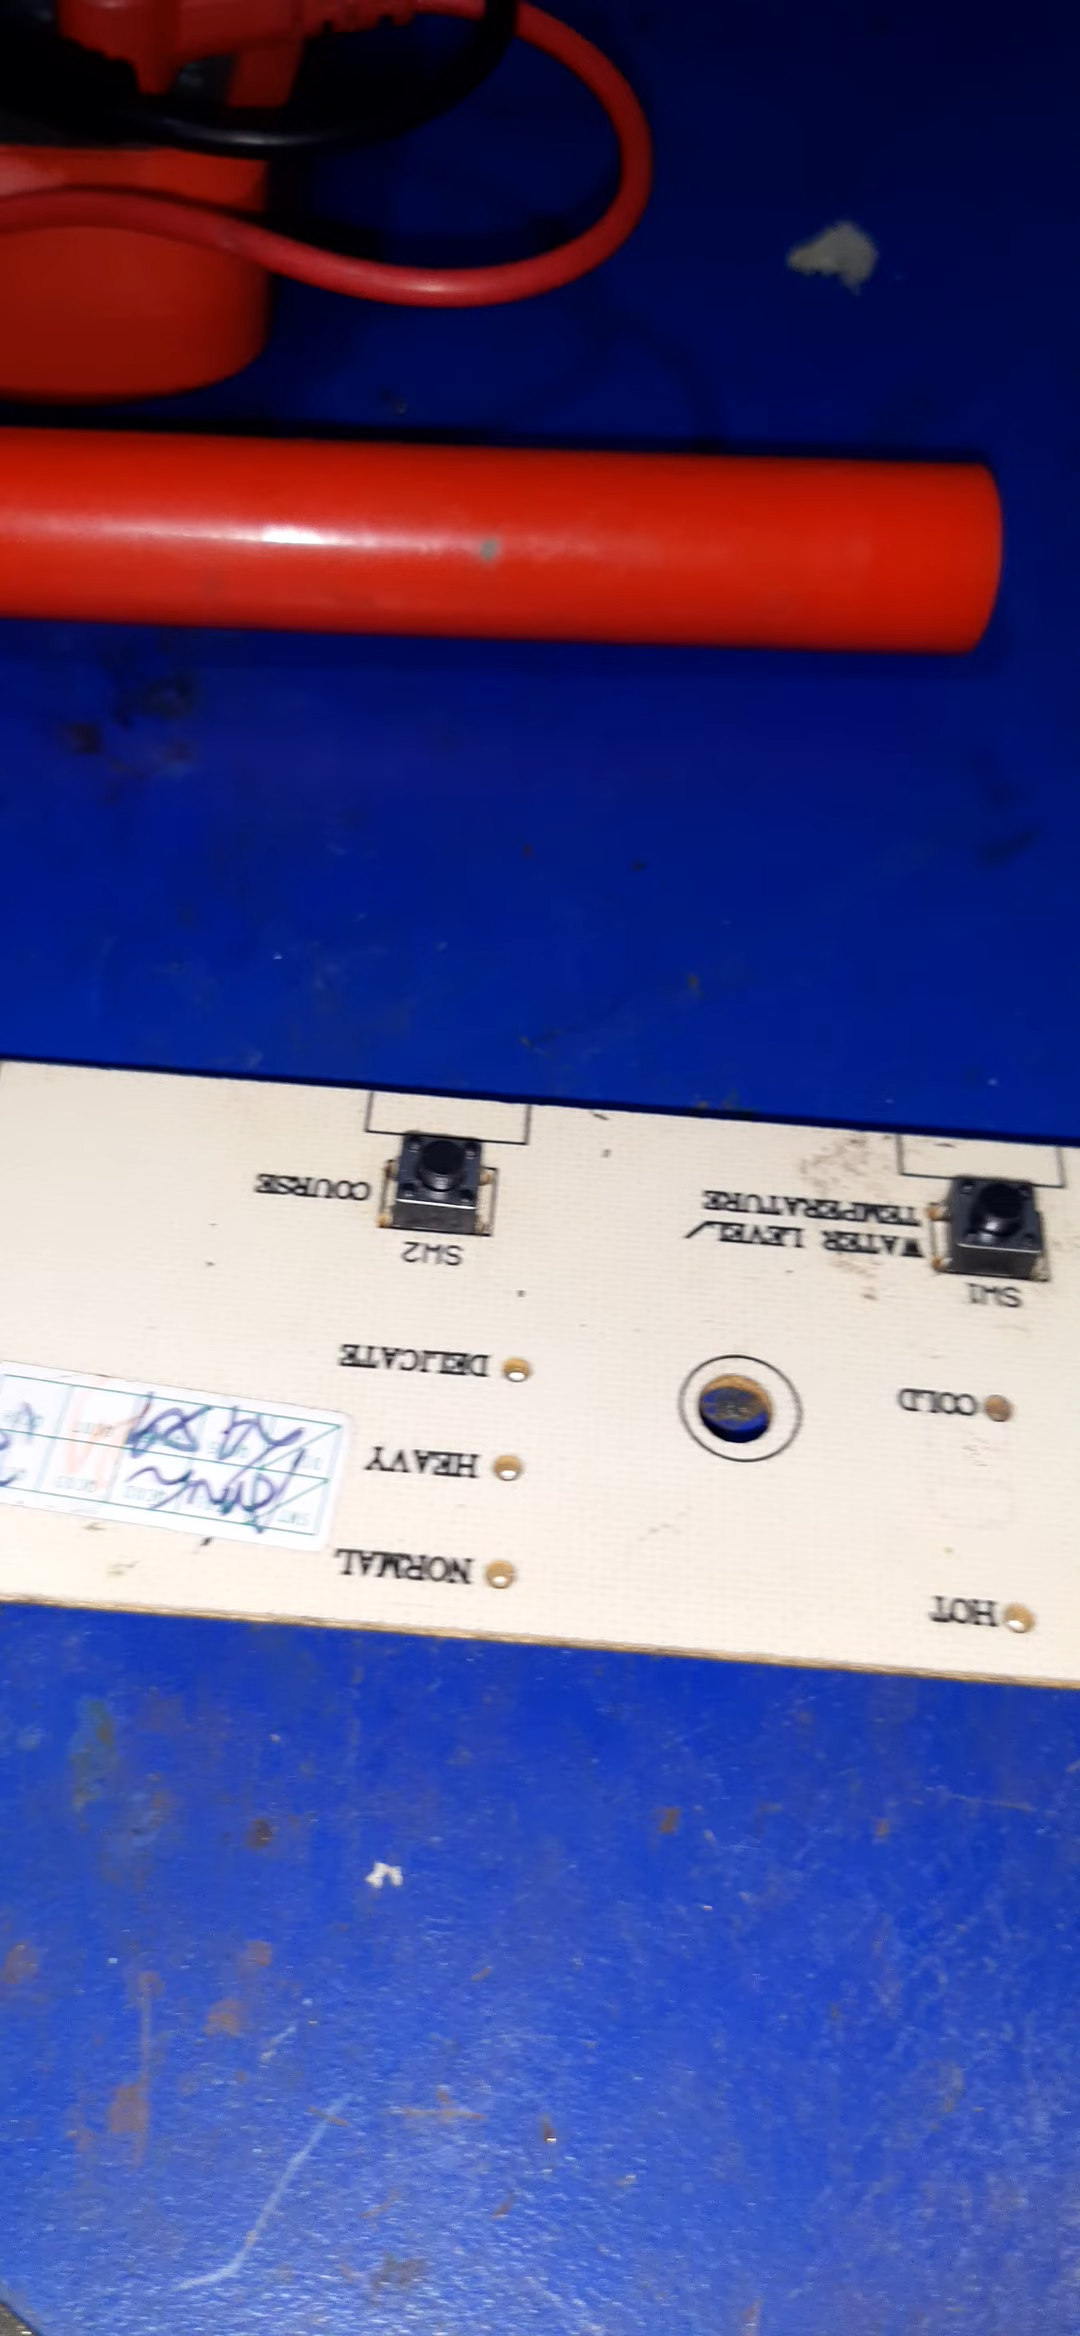 HOT
NORMAL
HEAVY
COLD
DELICATE
SW1
SW2
WATER LEVEL/
TEMPERATURE
COURSE